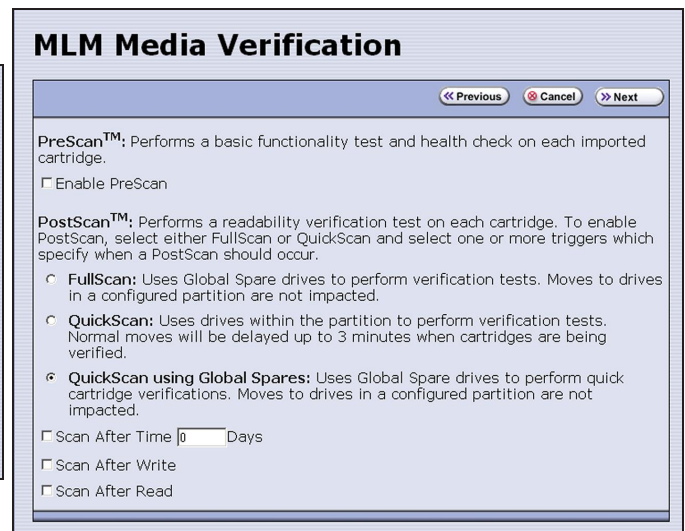 MLM Media Verification
Previous Cancel Next
PreScan™: Performs a basic functionality test and health check on each imported
cartridge.
Enable PreScan
PostScan™: Performs a readability verification test on each cartridge. To enable
PostScan, select either FullScan or QuickScan and select one or more triggers which
specify when a PostScan should occur.
FullScan: Uses Global Spare drives to perform verification tests. Moves to drives
in a configured partition are not impacted.
QuickScan: Uses drives within the partition to perform verification tests.
Normal moves will be delayed up to 3 minutes when cartridges are being
verified.
QuickScan using Global Spares: Uses Global Spare drives to perform quick
cartridge verifications. Moves to drives in a configured partition are not
impacted.
Scan After Time 0 Days
Scan After Write
Scan After Read